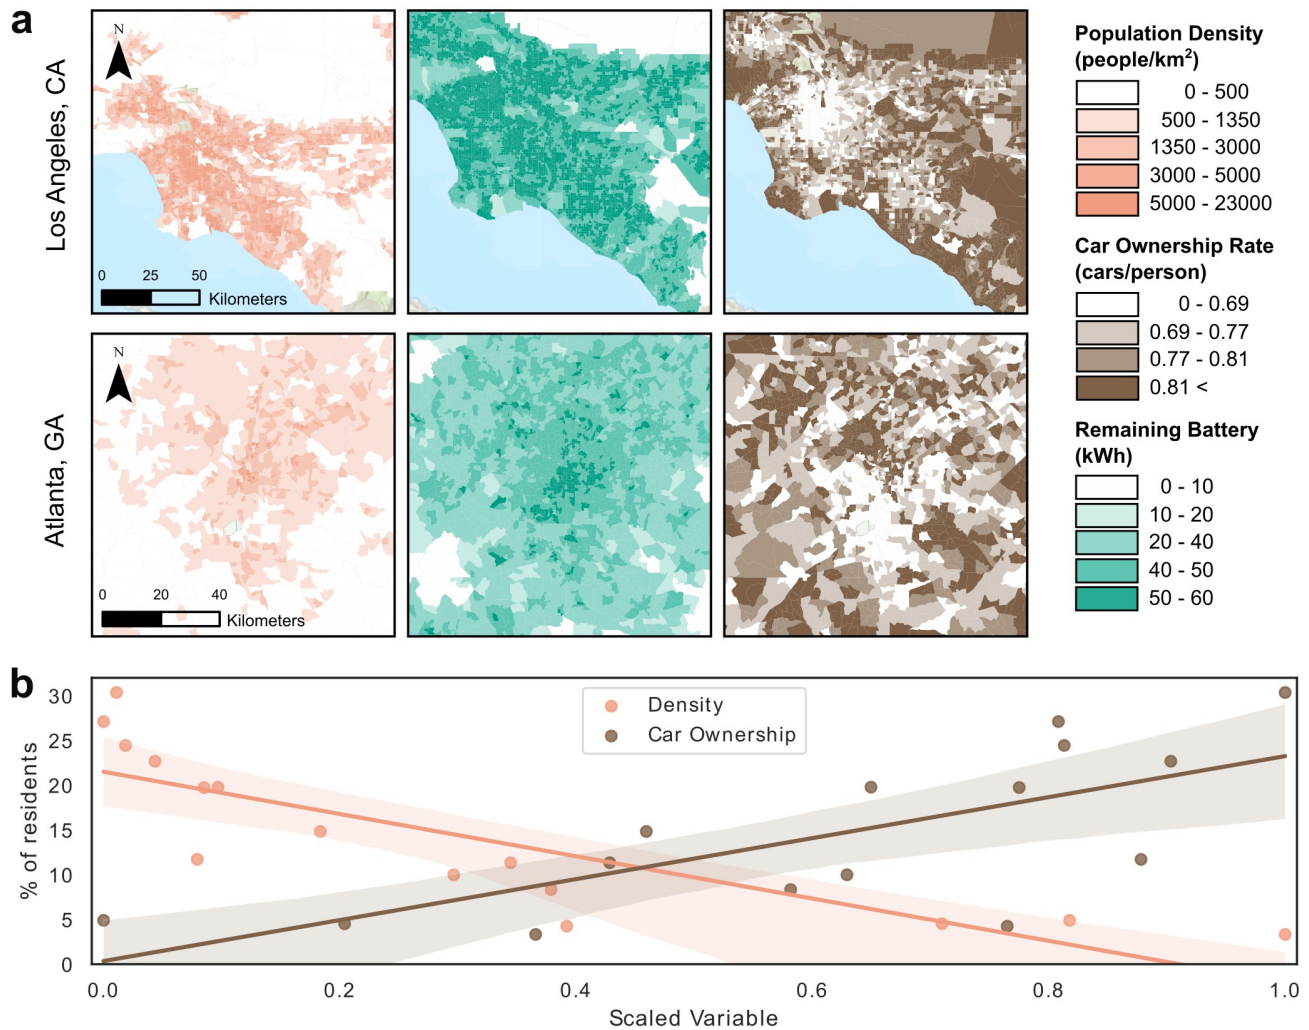 a
Los Angeles, CA
N
0 25 50
Kilometers
Atlanta, GA
N
0 20 40
Kilometers
Population Density
(people/km²)
0 - 500
500 - 1350
1350 - 3000
3000 - 5000
5000 - 23000
Car Ownership Rate
(cars/person)
0 - 0.69
0.69 - 0.77
0.77 - 0.81
0.81 <
Remaining Battery
(kWh)
0 - 10
10 - 20
20 - 40
40 - 50
50 - 60
b
% of residents
30
25
20
15
10
5
0
Density
Car Ownership
0.0 0.2 0.4 0.6 0.8 1.0
Scaled Variable